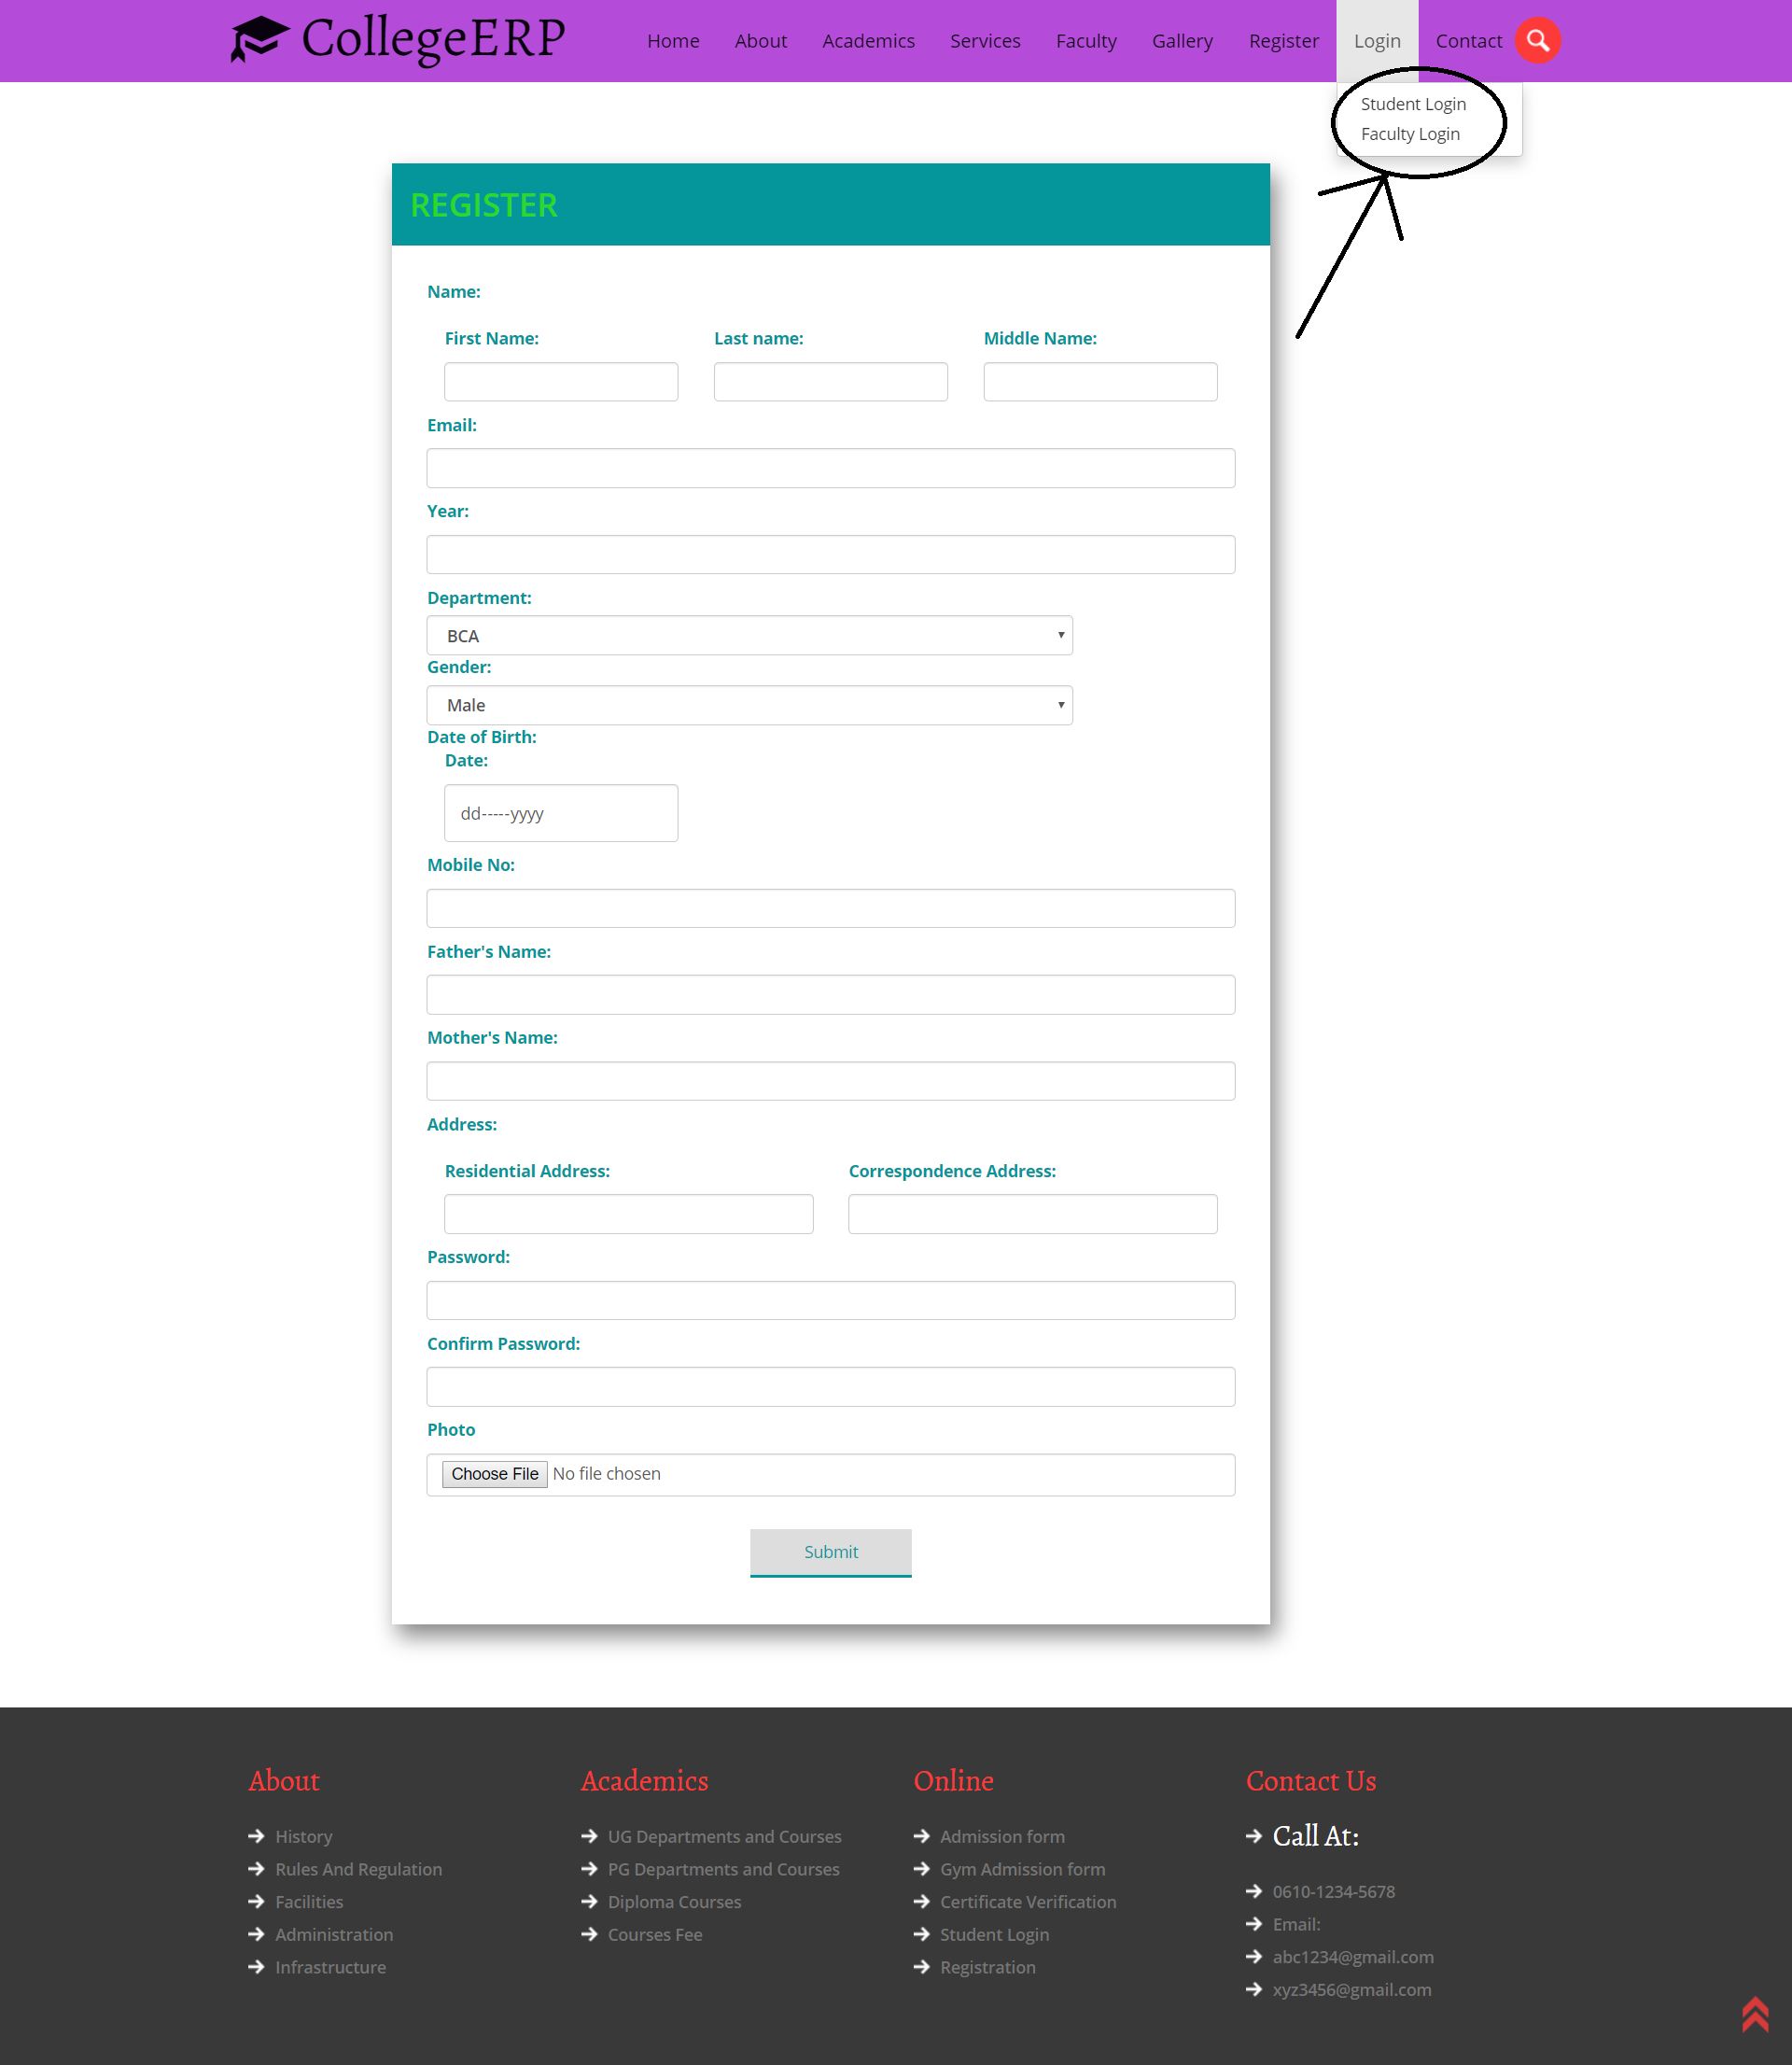 CollegeERP
Home About Academics Services Faculty Gallery Register Login Contact
Student Login
Faculty Login
REGISTER
Name:
First Name: Last name: Middle Name:
Email:
Year:
Department:
BCA
Gender:
Male
Date of Birth:
Date:
dd-----yyyy
Mobile No:
Father's Name:
Mother's Name:
Address:
Residential Address: Correspondence Address:
Password:
Confirm Password:
Photo
Choose File No file chosen
Submit
About
History
Rules And Regulation
Facilities
Administration
Infrastructure
Academics
UG Departments and Courses
PG Departments and Courses
Diploma Courses
Courses Fee
Online
Admission form
Gym Admission form
Certificate Verification
Student Login
Registration
Contact Us
Call At:
0610-1234-5678
Email:
abc1234@gmail.com
xyz3456@gmail.com